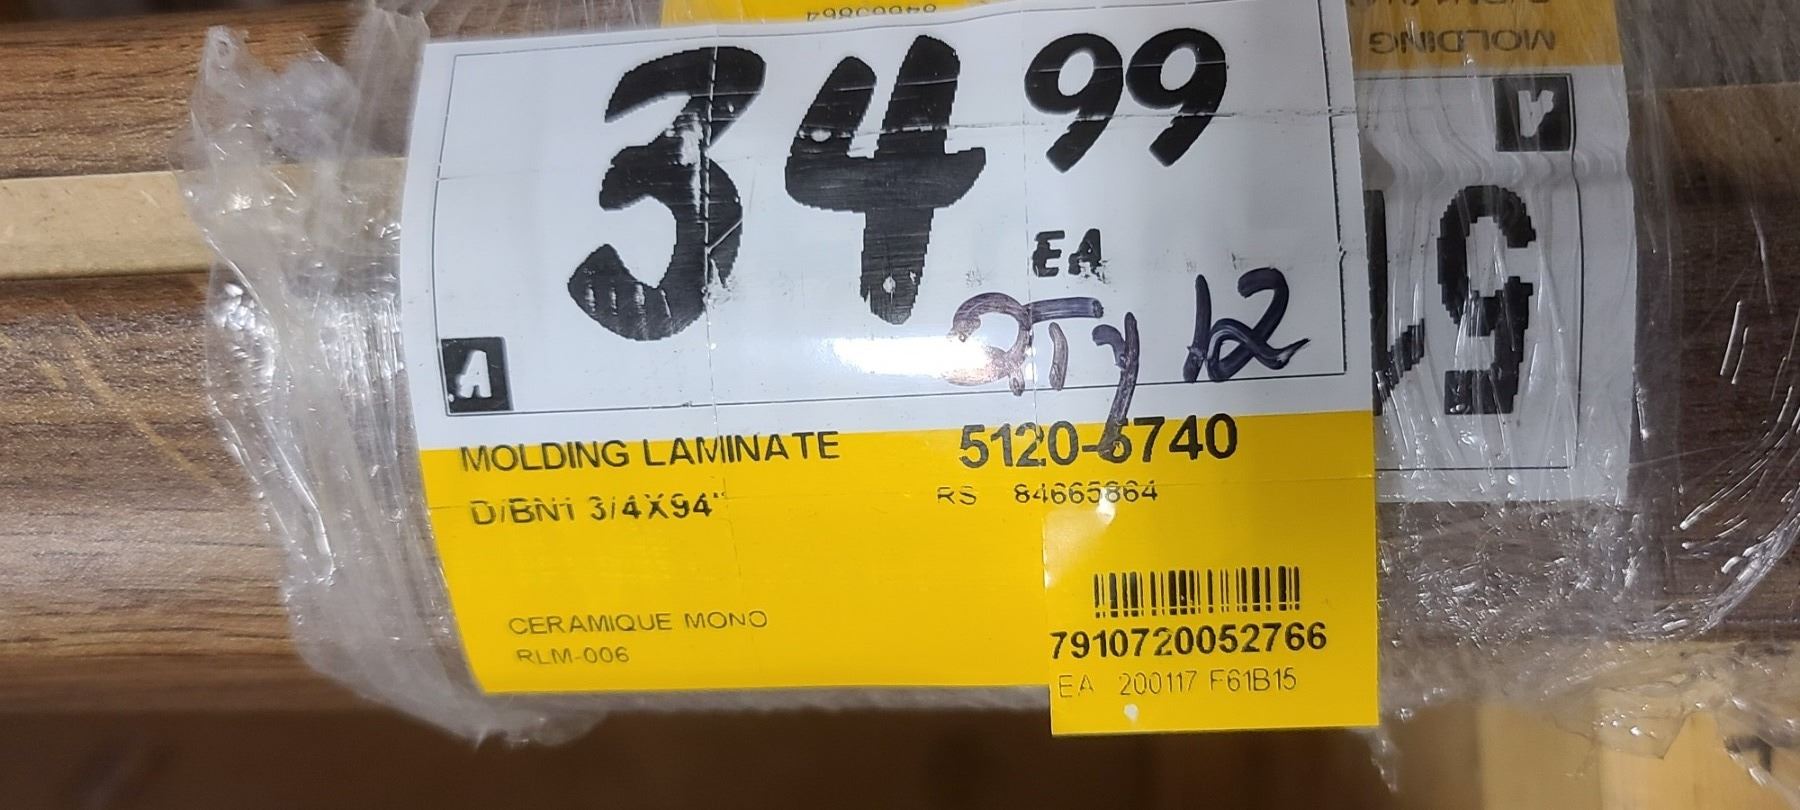 34 99
EA
QTy 12
A
MOLDING LAMINATE
5120-6740
D/BN1 3/4X94"
RS 84665864
CERAMIQUE MONO
RLM-006
7910720052766
EA 200117 F61B15
MOLDING
A